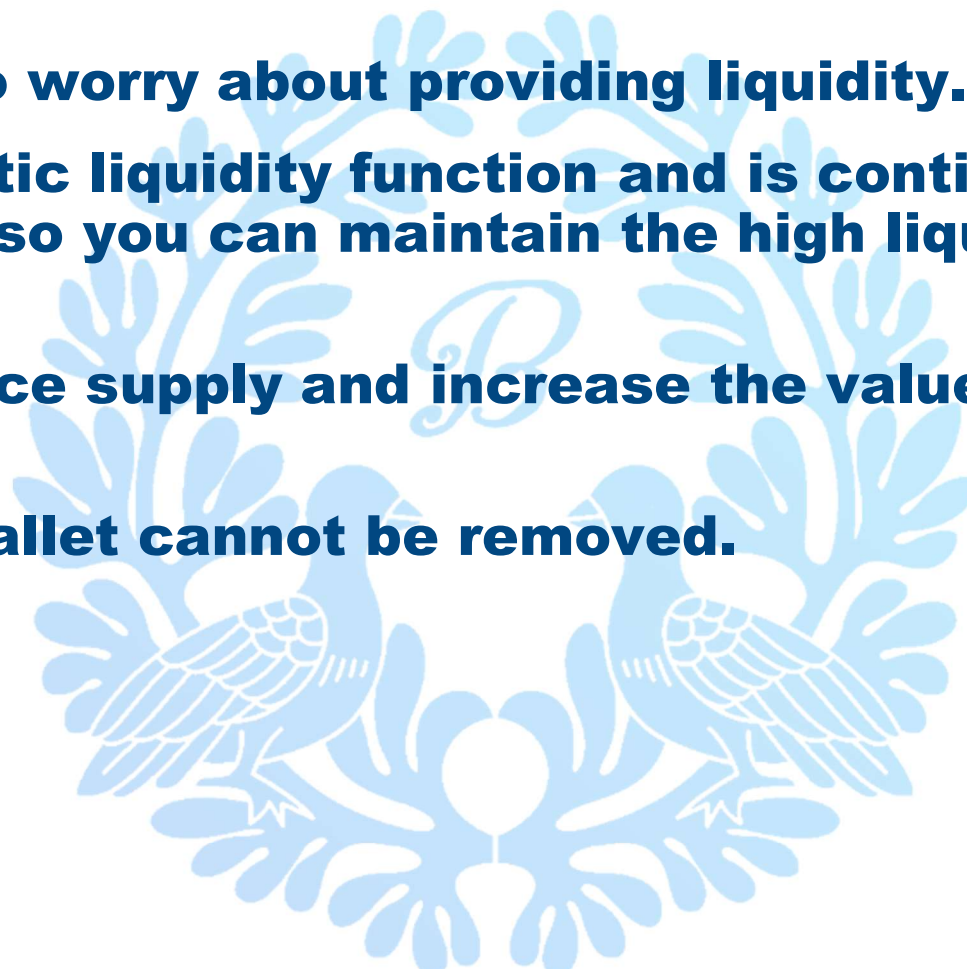 worry about providing liquidity.
tic liquidity function and is conti
so you can maintain the high liqu
ce supply and increase the value
allet cannot be removed.
B